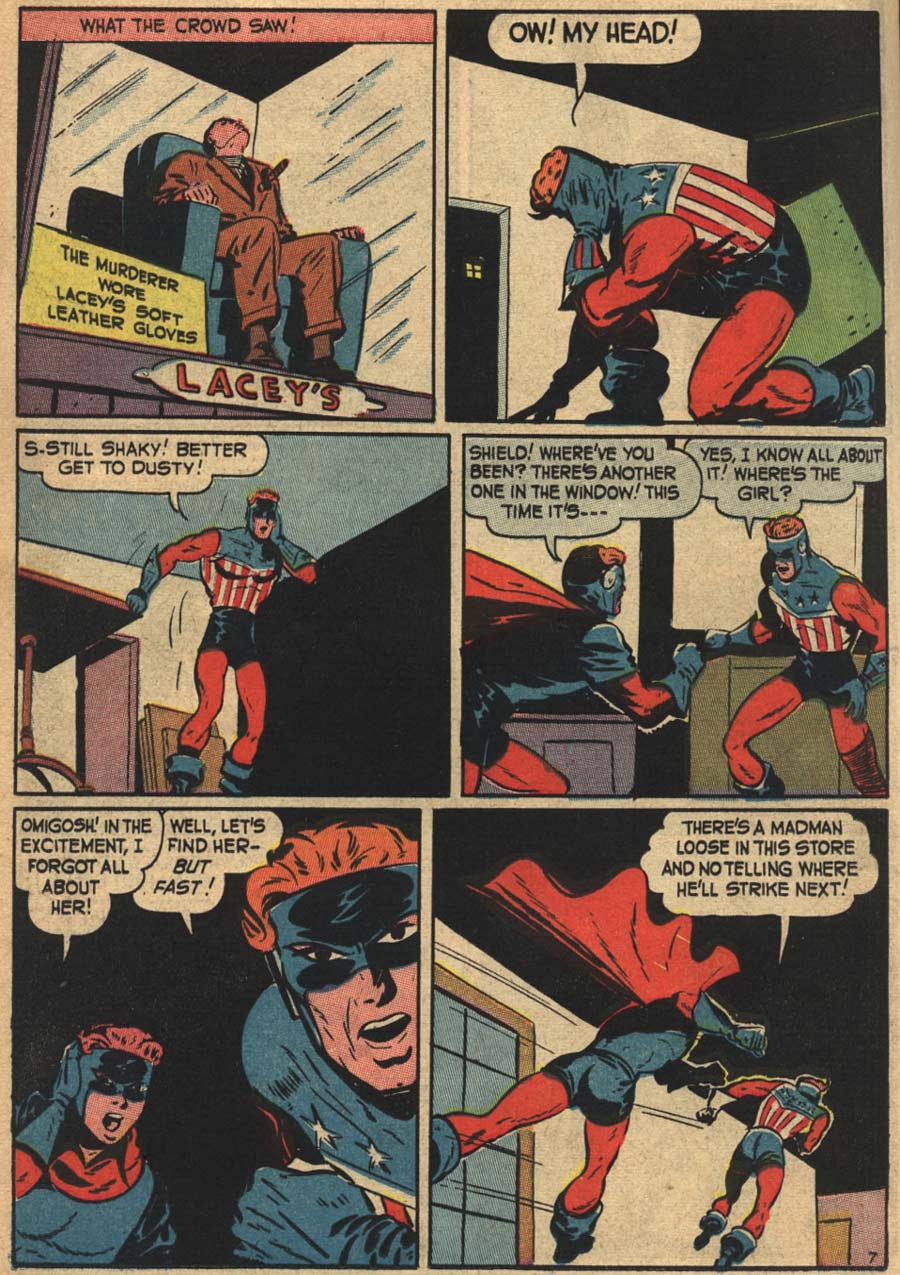 WHAT THE CROWD SAW!
THE MURDERER
WORE
LACEY'S SOFT
LEATHER GLOVES
LACEY'S
OW! MY HEAD!
S-STILL SHAKY! BETTER
GET TO DUSTY!
SHIELD! WHERE'VE YOU
BEEN? THERE'S ANOTHER
ONE IN THE WINDOW! THIS
TIME IT'S---
YES, I KNOW ALL ABOUT
IT! WHERE'S THE
GIRL?
OMIGOSH! IN THE
EXCITEMENT, I
FORGOT ALL
ABOUT
HER!
WELL, LET'S
FIND HER-
BUT
FAST!
THERE'S A MADMAN
LOOSE IN THIS STORE
AND NO TELLING WHERE
HE'LL STRIKE NEXT!
7